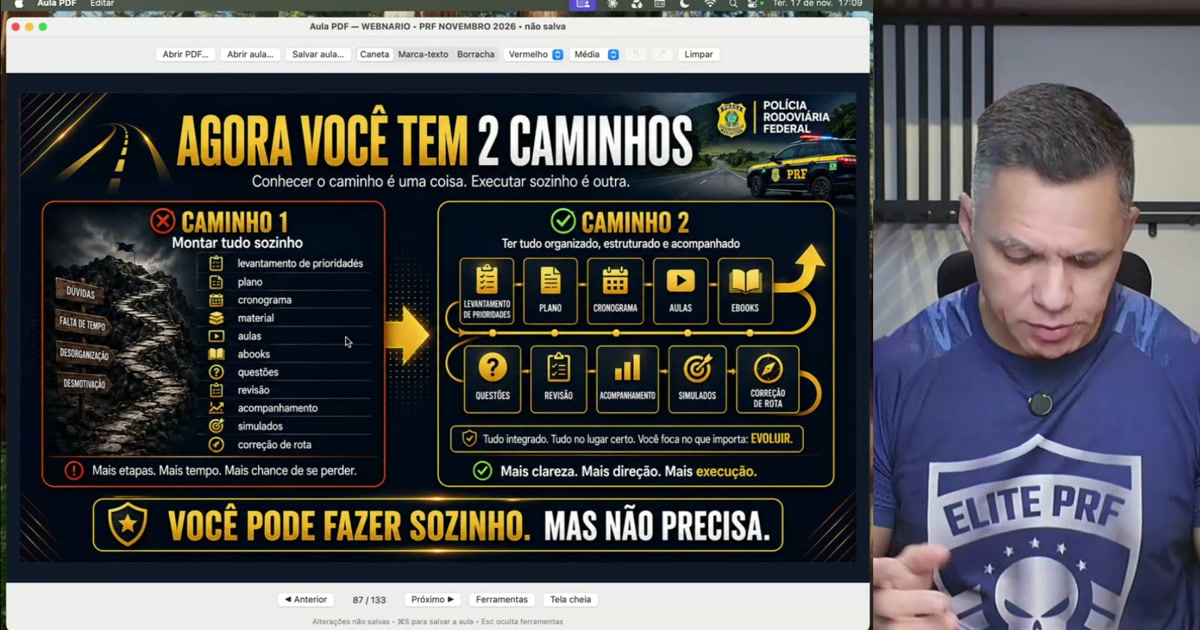 Aula PDF Editar
Ter. 17 de nov. 17:09
Aula PDF — WEBNARIO - PRF NOVEMBRO 2026 • não salva
Abrir PDF... Abrir aula... Salvar aula... Caneta Marca-texto Borracha Vermelho Média Limpar
AGORA VOCÊ TEM 2 CAMINHOS
Conhecer o caminho é uma coisa. Executar sozinho é outra.
POLÍCIA
RODOVIÁRIA
FEDERAL
PRF
CAMINHO 1
Montar tudo sozinho
DÚVIDAS
FALTA DE TEMPO
DESORGANIZAÇÃO
DESMOTIVAÇÃO
levantamento de prioridades
plano
cronograma
material
aulas
abooks
questões
revisão
acompanhamento
simulados
correção de rota
Mais etapas. Mais tempo. Mais chance de se perder.
CAMINHO 2
Ter tudo organizado, estruturado e acompanhado
LEVANTAMENTO
DE PRIORIDADES
PLANO
CRONOGRAMA
AULAS
EBOOKS
QUESTÕES
REVISÃO
ACOMPANHAMENTO
SIMULADOS
CORREÇÃO
DE ROTA
Tudo integrado. Tudo no lugar certo. Você foca no que importa: EVOLUIR.
Mais clareza. Mais direção. Mais execução.
VOCÊ PODE FAZER SOZINHO. MAS NÃO PRECISA.
◀ Anterior 87 / 133 Próximo ▶ Ferramentas Tela cheia
Alterações não salvas • ⌘S para salvar a aula • Esc oculta ferramentas
ELITE PRF